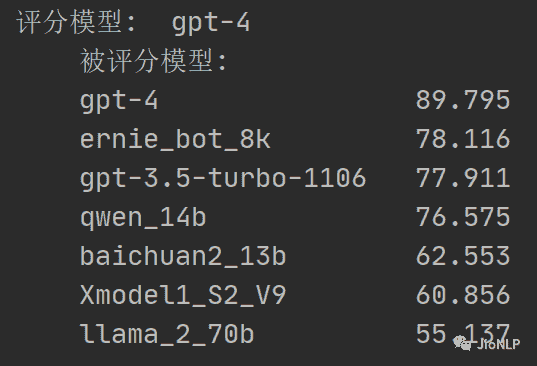 评分模型： gpt-4
被评分模型：
gpt-4 89.795
ernie_bot_8k 78.116
gpt-3.5-turbo-1106 77.911
qwen_14b 76.575
baichuan2_13b 62.553
Xmodel1_S2_V9 60.856
llama_2_70b 55.137
JioNLP